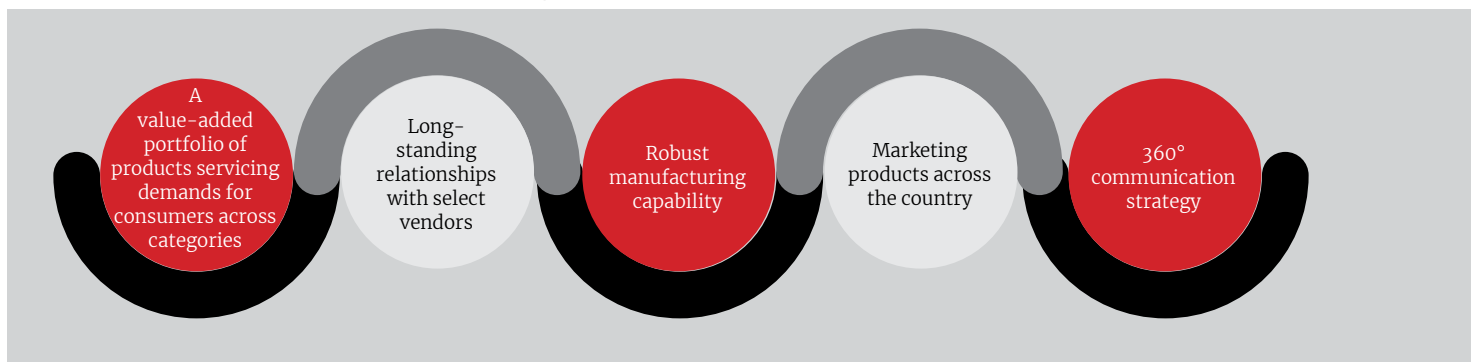 A
value-added
portfolio of
products servicing
demands for
consumers across
categories
Long-
standing
relationships
with select
vendors
Robust
manufacturing
capability
Marketing
products across
the country
360°
communication
strategy